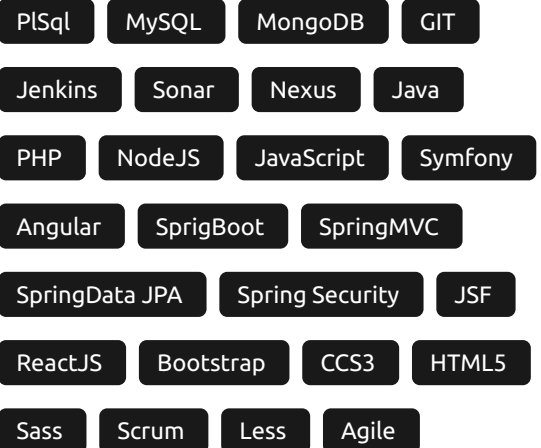 PlSql MySQL MongoDB GIT
Jenkins Sonar Nexus Java
PHP NodeJS JavaScript Symfony
Angular SprigBoot SpringMVC
SpringData JPA Spring Security JSF
ReactJS Bootstrap CCS3 HTML5
Sass Scrum Less Agile